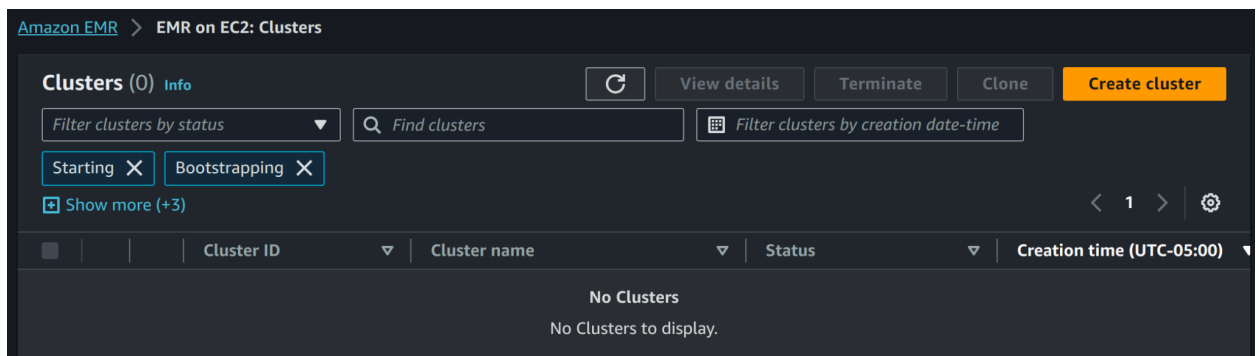 Amazon EMR > EMR on EC2: Clusters
Clusters (0) Info View details Terminate Clone Create cluster
Filter clusters by status Find clusters Filter clusters by creation date-time
Starting Bootstrapping
Show more (+3) 1
Cluster ID Cluster name Status Creation time (UTC-05:00)
No Clusters
No Clusters to display.